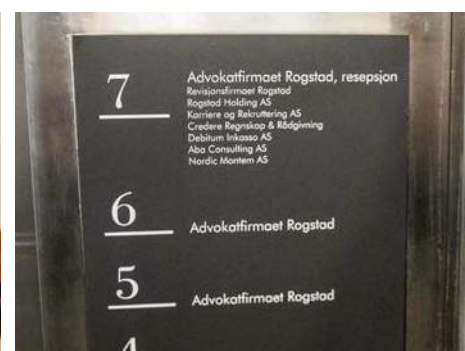 7
Advokatfirmaet Rogstad, resepsjon
Revisjonsfirmaet Rogstad
Rogstad Holding AS
Karriere og Rekruttering AS
Credere Regnskap & Rådgivning
Debitum Inkasso AS
Aba Consulting AS
Nordic Montem AS
6
Advokatfirmaet Rogstad
5
Advokatfirmaet Rogstad
4